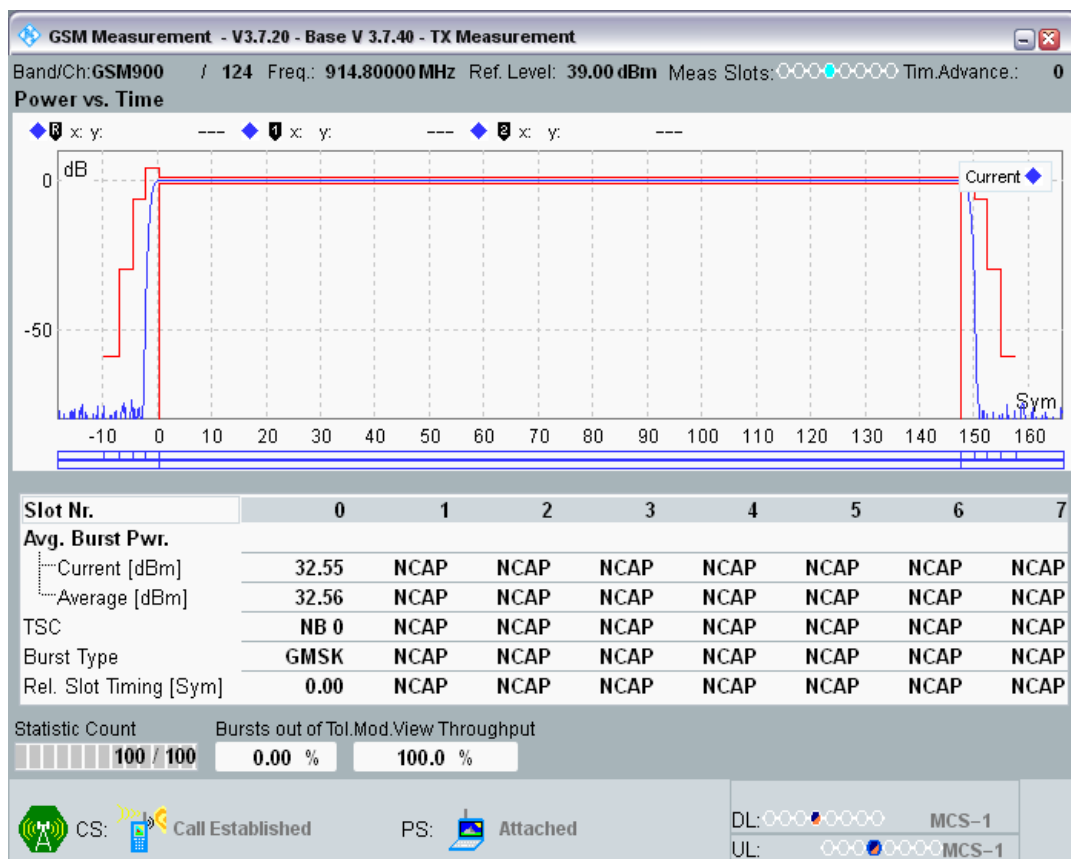 GSM Measurement - V3.7.20 - Base V 3.7.40 - TX Measurement
Band/Ch:GSM900 / 124 Freq.: 914.80000 MHz Ref. Level: 39.00 dBm Meas Slots: Tim.Advance.: 0
Power vs. Time
R x: y: --- 1 x: y: --- 2 x: y: ---
dB
0
Current
-50
Sym
-10 0 10 20 30 40 50 60 70 80 90 100 110 120 130 140 150 160
Slot Nr. 0 1 2 3 4 5 6 7
Avg. Burst Pwr.
Current [dBm] 32.55 NCAP NCAP NCAP NCAP NCAP NCAP NCAP
Average [dBm] 32.56 NCAP NCAP NCAP NCAP NCAP NCAP NCAP
TSC NB 0 NCAP NCAP NCAP NCAP NCAP NCAP NCAP
Burst Type GMSK NCAP NCAP NCAP NCAP NCAP NCAP NCAP
Rel. Slot Timing [Sym] 0.00 NCAP NCAP NCAP NCAP NCAP NCAP NCAP
Statistic Count Bursts out of Tol.Mod.View Throughput
100 / 100 0.00 % 100.0 %
CS: Call Established PS: Attached DL: MCS-1
UL: MCS-1